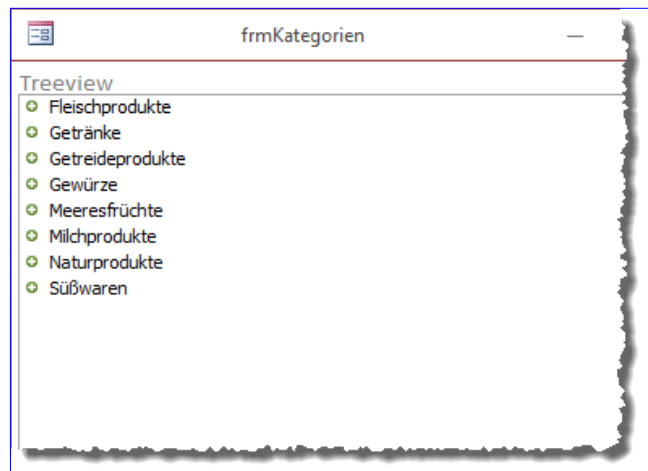 frmKategorien
Treeview
Fleischprodukte
Getränke
Getreideprodukte
Gewürze
Meeresfrüchte
Milchprodukte
Naturprodukte
Süßwaren